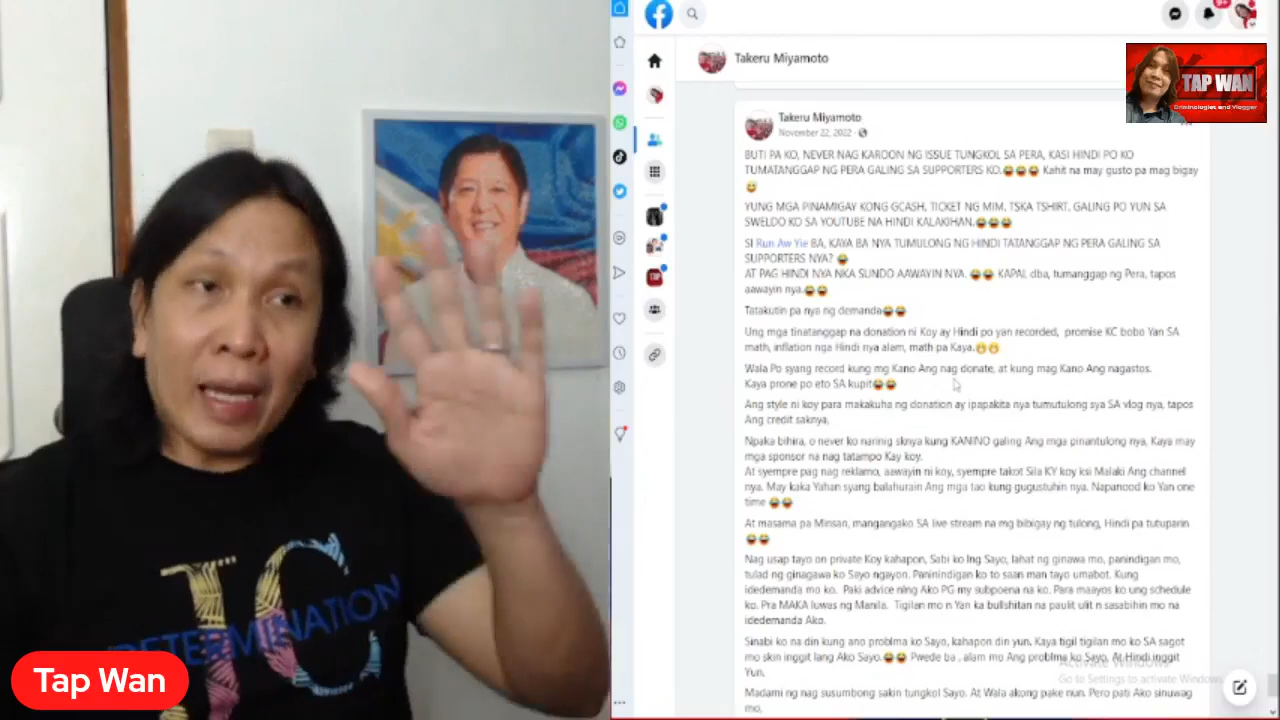 Takeru Miyamoto
TAP WAN
Criminologist and Vlogger
Takeru Miyamoto
November 22, 2022
BUTI PA KO, NEVER NAG KARDON NG ISSUE TUNGKOL SA PERA, KASI HINDI PO KO
TUMATANGGAP NG PERA GALING SA SUPPORTERS KO.😂😂😂 Kahit na may gusto pa mag bigay
😅
YUNG MGA PINAMIGAY KONG GCASH, TICKET NG MIM, TSKA TSHIRT. GALING PO YUN SA
SWELDO KO SA YOUTUBE NA HINDI KALAKIHAN.😂😂😂
SI Run Aw Yie BA, KAYA BA NYA TUMULONG NG HINDI TATANGGAP NG PERA GALING SA
SUPPORTERS NYA? 😂
AT PAG HINDI NYA NKA SUNDO AAWAYIN NYA. 😂😂 KAPAL dba, tumanggap ng Pera, tapos
aawayin nya.😂😂
Tatakutin pa nya ng demanda😂😂
Ung mga tinatanggap na donation ni Koy ay Hindi po yan recorded, promise KC bobo Yan SA
math, inflation nga Hindi nya alam, math pa Kaya.🤭🤭
Wala Po syang record kung mg Kano Ang nag donate, at kung mag Kano Ang nagastos.
Kaya prone po eto SA kupit😂😂
Ang style ni koy para makakuha ng donation ay ipapakita nya tumutulong sya SA vlog nya, tapos
Ang credit saknya,
Npaka bihira, o never ko narinig sknya kung KANINO galing Ang mga pinantulong nya, Kaya may
mga sponsor na nag tatampo Kay koy.
At syempre pag nag reklamo, aawayin ni koy, syempre takot Sila KY koy ksi Malaki Ang channel
nya. May kaka Yahan syang balahurain Ang mga tao kung gugustuhin nya. Napanood ko Yan one
time 😂😂
At masama pa Minsan, mangangako SA live stream na mg bibigay ng tulong, Hindi pa tutuparin
😂😂
Nag usap tayo on private Koy kahapon, Sabi ko lng Sayo, lahat ng ginawa mo, panindigan mo,
tulad ng ginagawa ko Sayo ngayon. Paninindigan ko to saan man tayo umabot. Kung
idedemanda mo ko. Paki advice nlng Ako PG my subpoena na ko. Para maayos ko ung schedule
ko. Pra MAKA luwas ng Manila. Tigilan mo n Yan ka bullshitan na paulit ulit n sasabihin mo na
idedemanda Ako.
Sinabi ko na din kung ano problma ko Sayo, kahapon din yun. Kaya tigil tigilan mo ko SA sagot
mo skin inggit lang Ako Sayo.😂😂 Pwede ba , alam mo Ang problma ko Sayo, At Hindi inggit
Yun.
Activate Windows
Go to Settings to activate Windows
Madami ng nag susumbong sakin tungkol Sayo. At Wala akong pake nun. Pero pati Ako sinuwag
mo,
DETERMINATION
Tap Wan